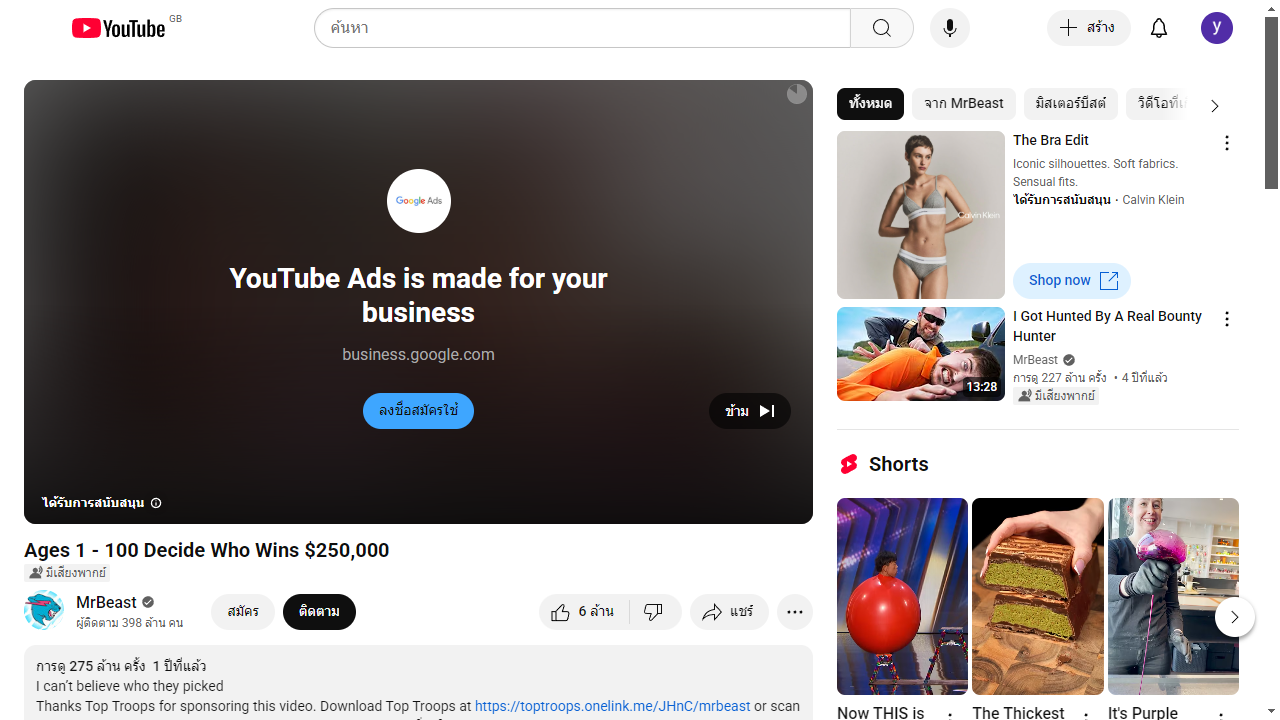 YouTube GB
ค้นหา
สร้าง
y
Google Ads
YouTube Ads is made for your
business
business.google.com
ลงชื่อสมัครใช้
ข้าม
ได้รับการสนับสนุน
Ages 1 - 100 Decide Who Wins $250,000
มีเสียงพากย์
MrBeast
ผู้ติดตาม 398 ล้าน คน
สมัคร
ติดตาม
6 ล้าน
แชร์
การดู 275 ล้าน ครั้ง 1 ปีที่แล้ว
I can’t believe who they picked
Thanks Top Troops for sponsoring this video. Download Top Troops at https://toptroops.onelink.me/JHnC/mrbeast or scan
ทั้งหมด
จาก MrBeast
มิสเตอร์บีสต์
The Bra Edit
Iconic silhouettes. Soft fabrics.
Sensual fits.
ได้รับการสนับสนุน · Calvin Klein
Calvin Klein
Shop now
I Got Hunted By A Real Bounty
Hunter
MrBeast
การดู 227 ล้าน ครั้ง • 4 ปีที่แล้ว
มีเสียงพากย์
13:28
Shorts
Now THIS is
The Thickest
It's Purple